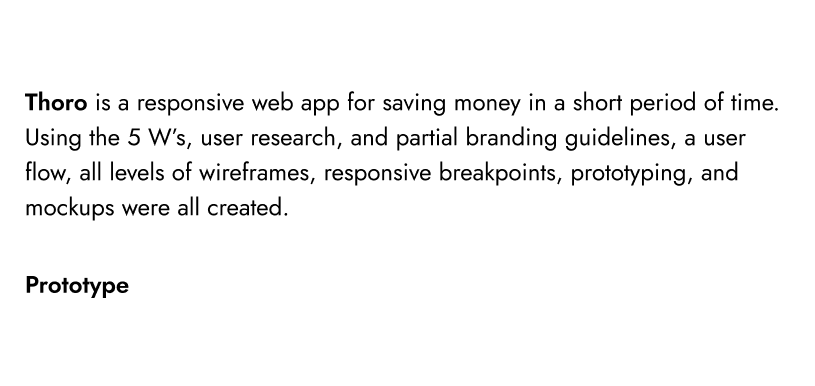 Thoro is a responsive web app for saving money in a short period of time.
Using the 5 W’s, user research, and partial branding guidelines, a user
flow, all levels of wireframes, responsive breakpoints, prototyping, and
mockups were all created.
Prototype